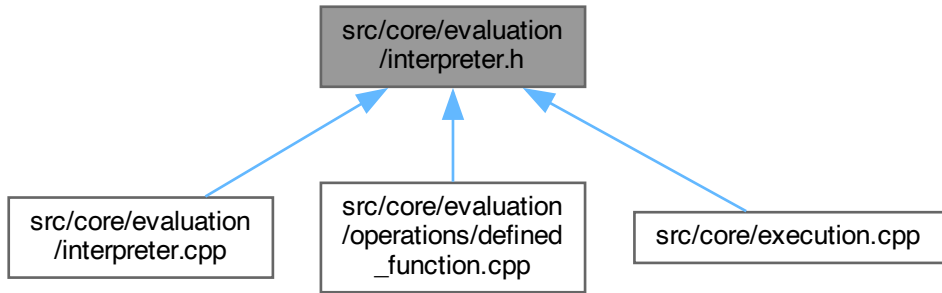 src/core/evaluation
/interpreter.h
src/core/evaluation
/interpreter.cpp
src/core/evaluation
/operations/defined
_function.cpp
src/core/execution.cpp